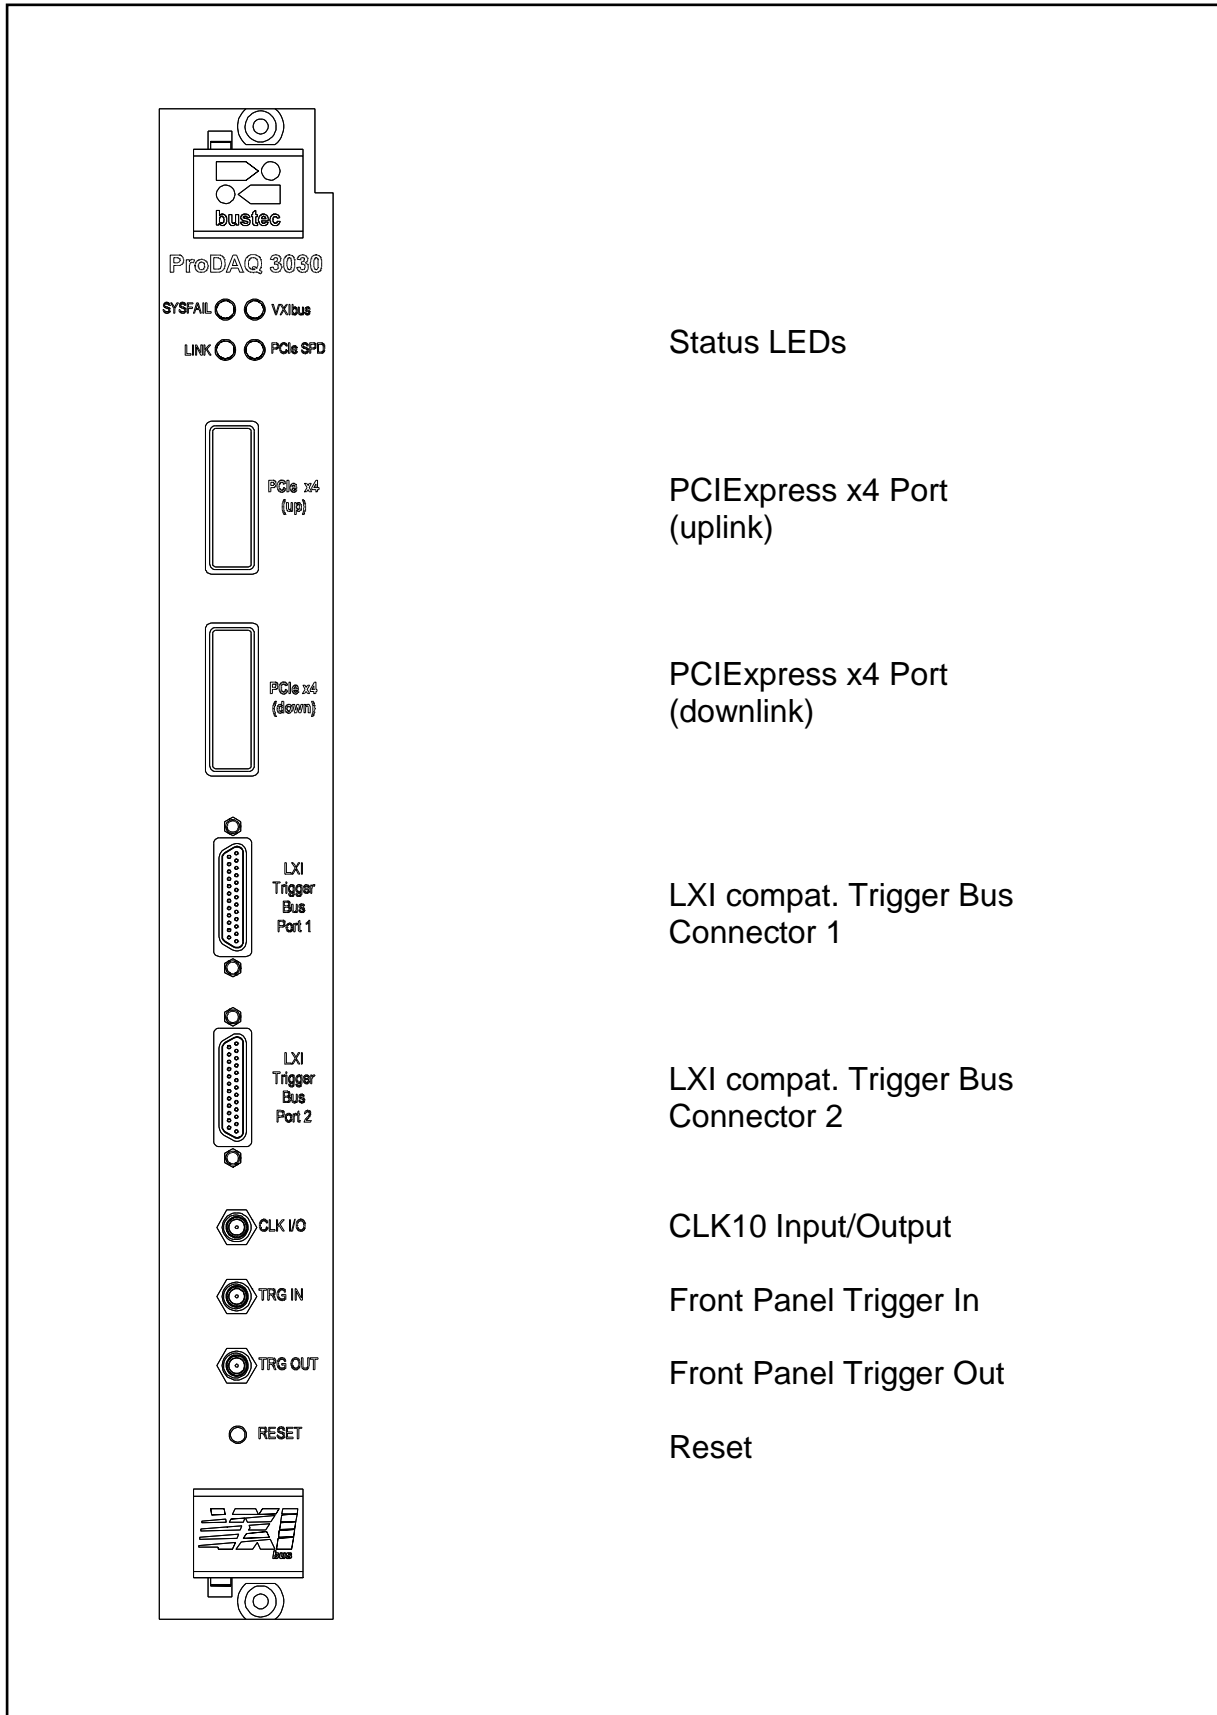 bustec
ProDAQ 3030
SYSFAIL VXIbus
LINK PCIe SPD
Status LEDs
PCIe x4
(up)
PCIExpress x4 Port
(uplink)
PCIe x4
(down)
PCIExpress x4 Port
(downlink)
LXI
Trigger
Bus
Port 1
LXI compat. Trigger Bus
Connector 1
LXI
Trigger
Bus
Port 2
LXI compat. Trigger Bus
Connector 2
CLK I/O
CLK10 Input/Output
TRG IN
Front Panel Trigger In
TRG OUT
Front Panel Trigger Out
RESET
Reset
VXI
bus